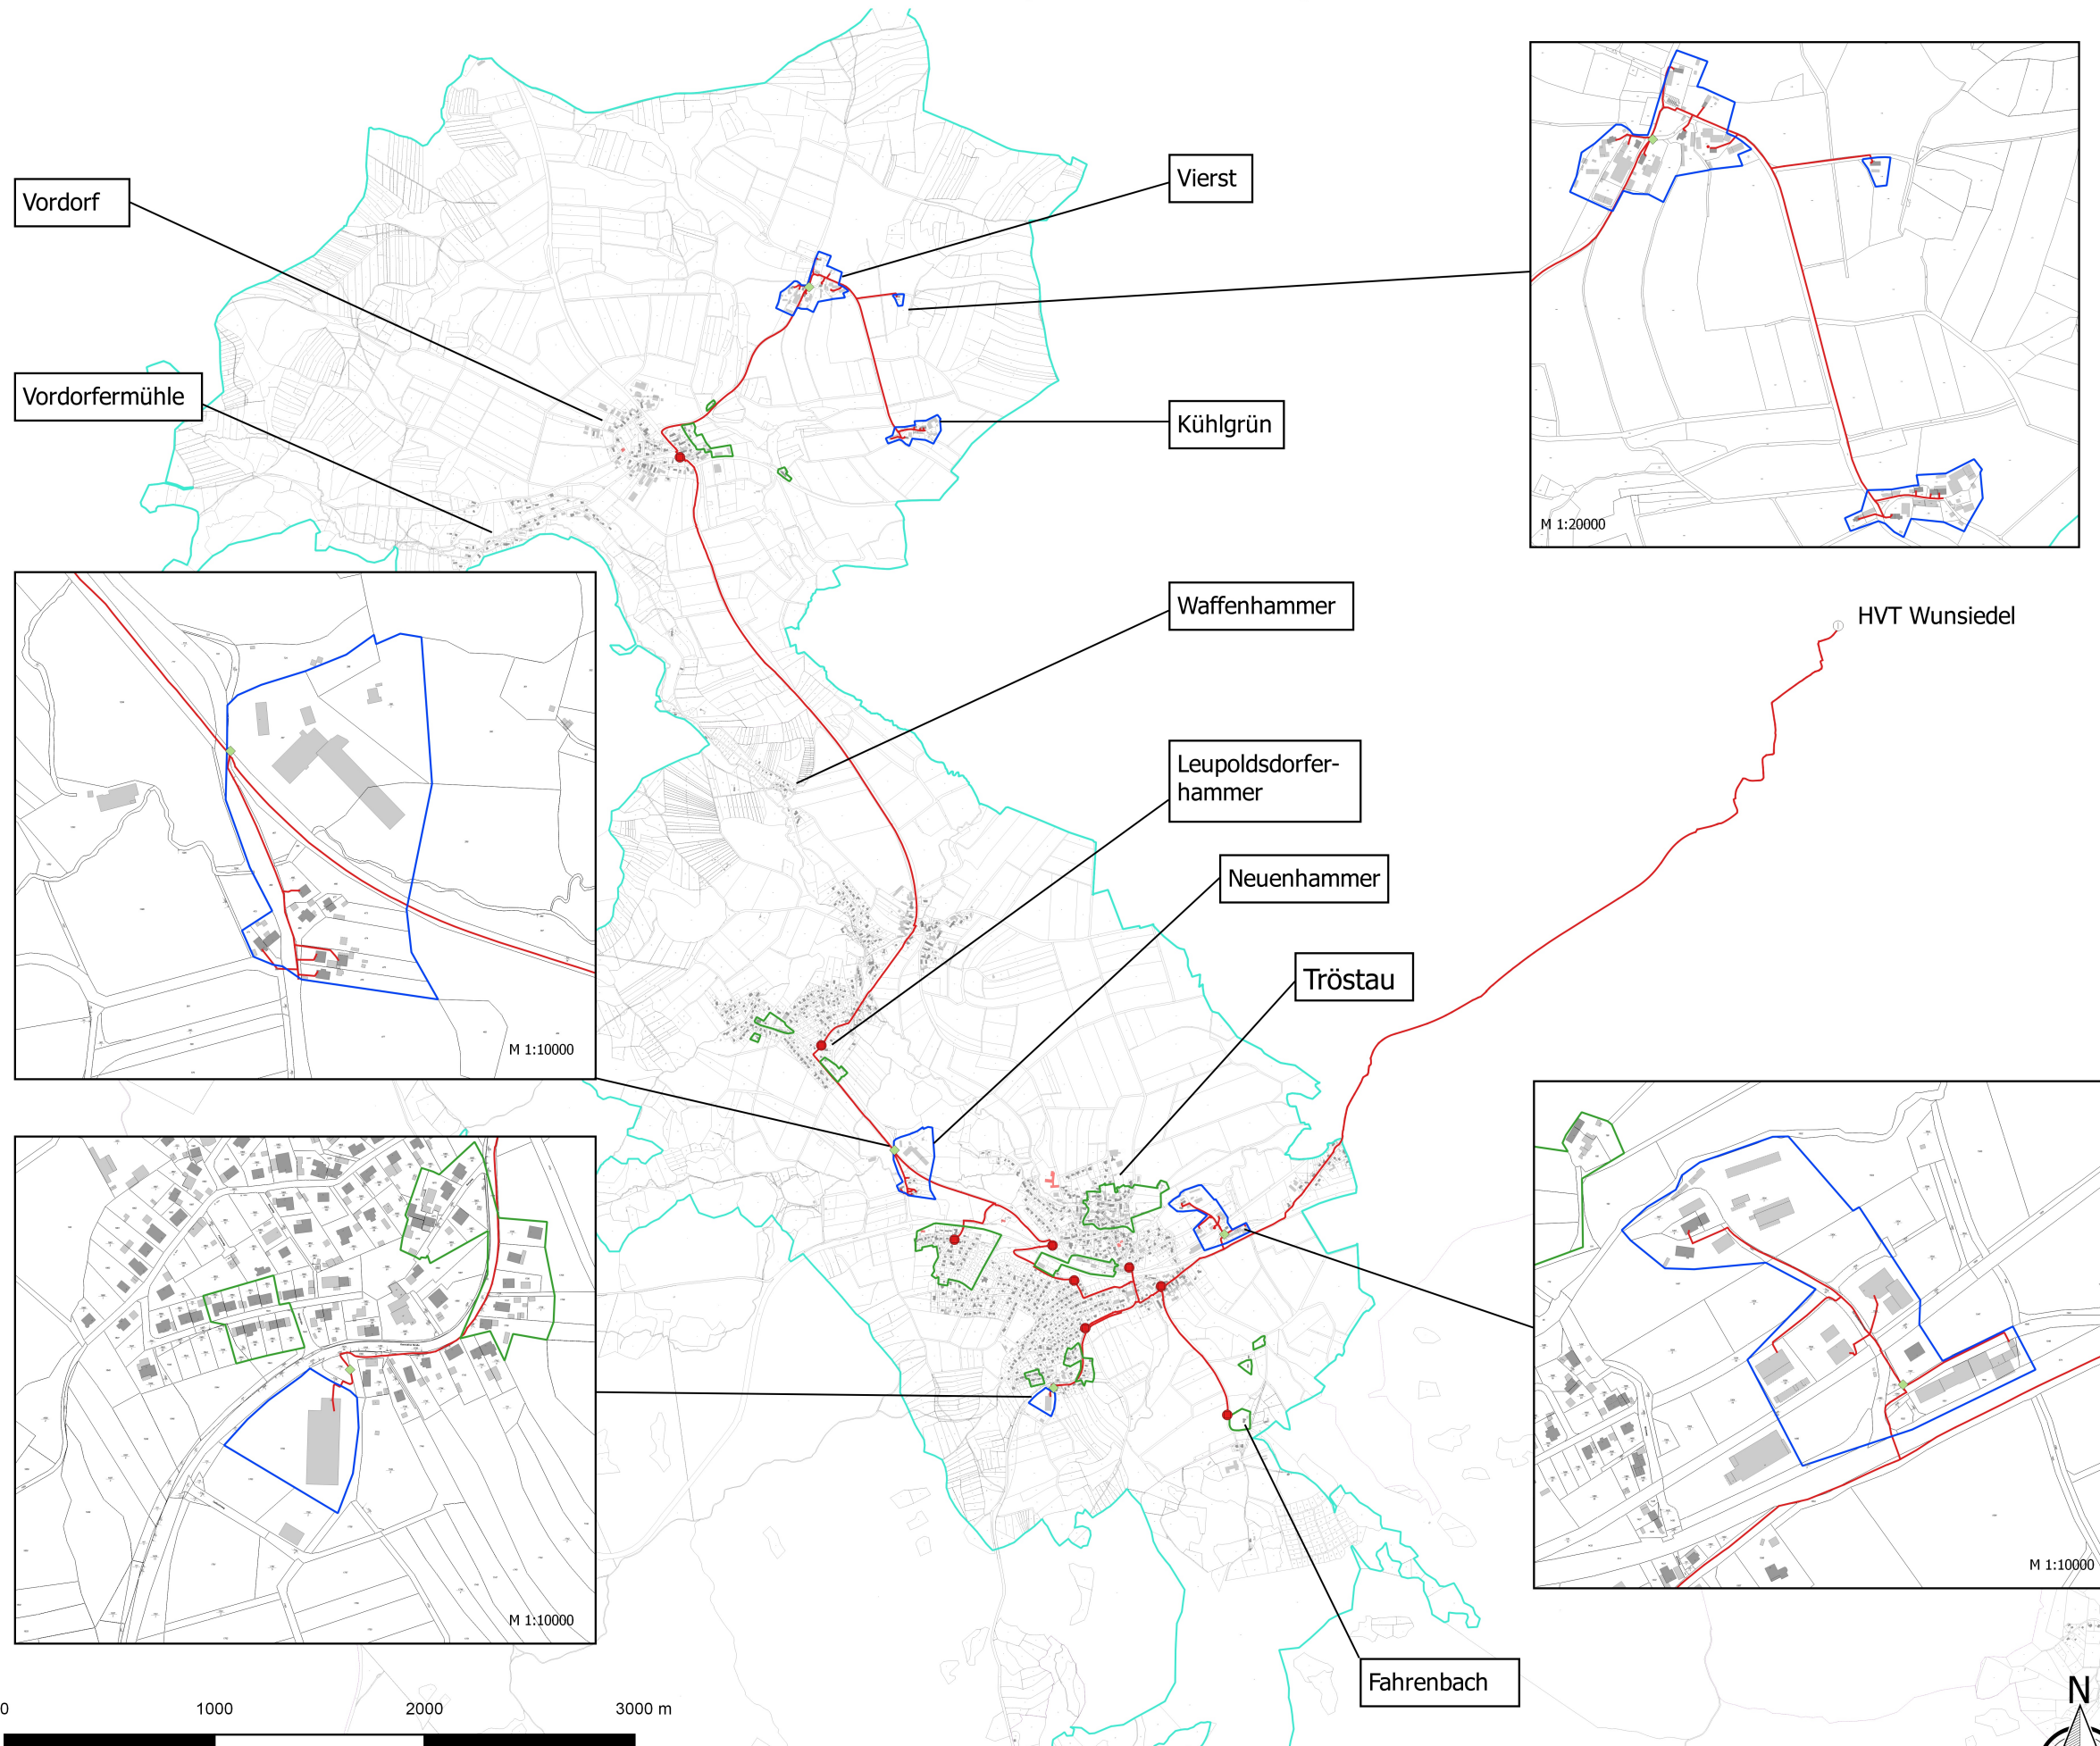 Vierst
Vordorf
Vordorfermühle
Kühlgrün
M 1:20000
Waffenhammer
HVT Wunsiedel
Leupoldsdorfer-
hammer
Neuenhammer
Tröstau
M 1:10000
M 1:10000
M 1:10000
Fahrenbach
N
0 1000 2000 3000 m